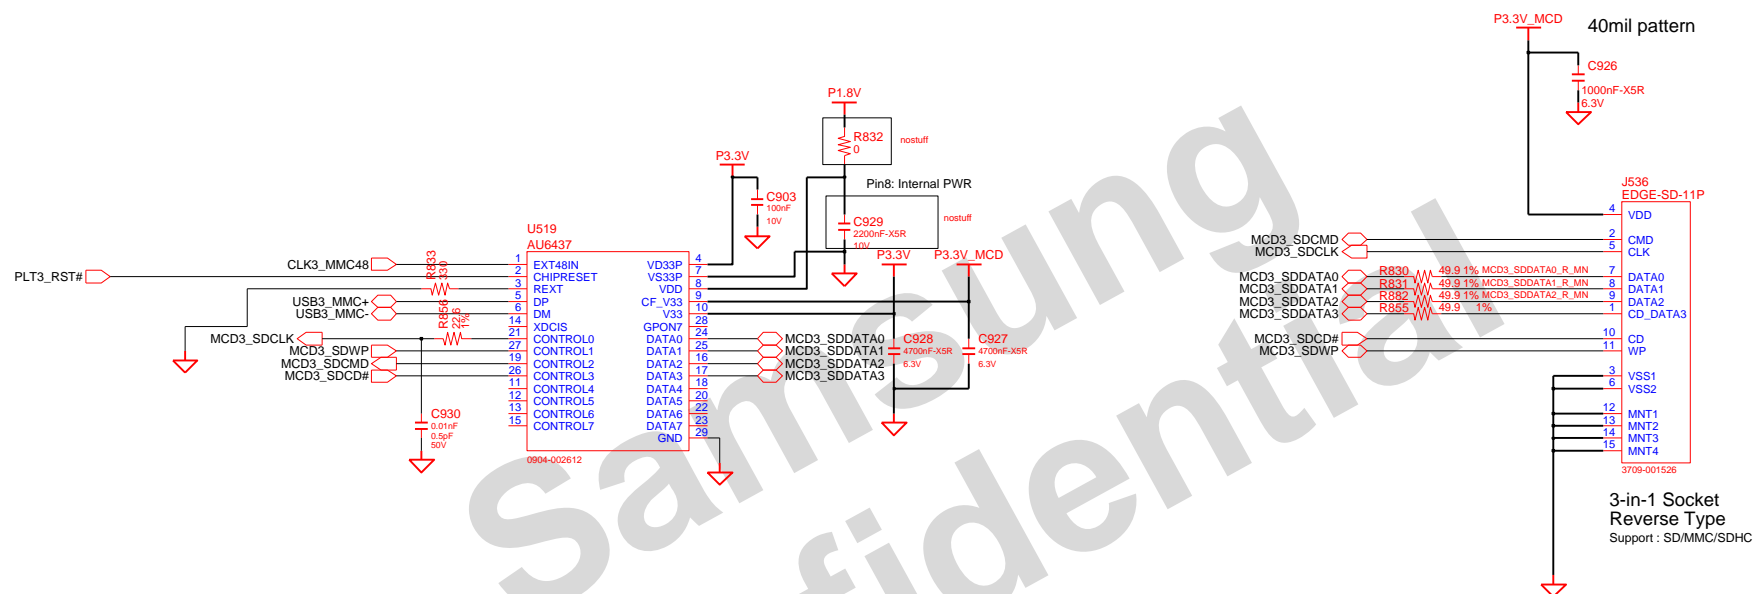 P3.3V_MCD
40mil pattern
C926
1000nF-X5R
6.3V
P1.8V
R832
0
nostuff
P3.3V
C903
100nF
10V
Pin8: Internal PWR
C929
2200nF-X5R
10V
nostuff
P3.3V
P3.3V_MCD
U519
AU6437
PLT3_RST#
CLK3_MMC48
R833
330
USB3_MMC+
USB3_MMC-
R856
22.6
1%
MCD3_SDCLK
MCD3_SDWP
MCD3_SDCMD
MCD3_SDCD#
C930
0.01nF
0.5pF
50V
1 EXT48IN
2 CHIPRESET
3 REXT
5 DP
6 DM
14 XDCIS
21 CONTROL0
27 CONTROL1
19 CONTROL2
26 CONTROL3
11 CONTROL4
12 CONTROL5
13 CONTROL6
15 CONTROL7
VD33P 4
VS33P 7
VDD 8
CF_V33 9
V33 10
GPON7 28
DATA0 24
DATA1 25
DATA2 16
DATA3 17
DATA4 18
DATA5 20
DATA6 22
DATA7 23
GND 29
0904-002612
MCD3_SDDATA0
MCD3_SDDATA1
MCD3_SDDATA2
MCD3_SDDATA3
C928
4700nF-X5R
6.3V
C927
4700nF-X5R
6.3V
J536
EDGE-SD-11P
MCD3_SDCMD
MCD3_SDCLK
MCD3_SDDATA0 R830 49.9 1% MCD3_SDDATA0_R_MN
MCD3_SDDATA1 R831 49.9 1% MCD3_SDDATA1_R_MN
MCD3_SDDATA2 R882 49.9 1% MCD3_SDDATA2_R_MN
MCD3_SDDATA3 R855 49.9 1%
MCD3_SDCD#
MCD3_SDWP
4 VDD
2 CMD
5 CLK
7 DATA0
8 DATA1
9 DATA2
1 CD_DATA3
10 CD
11 WP
3 VSS1
6 VSS2
12 MNT1
13 MNT2
14 MNT3
15 MNT4
3709-001526
3-in-1 Socket
Reverse Type
Support : SD/MMC/SDHC
Samsung
fidential